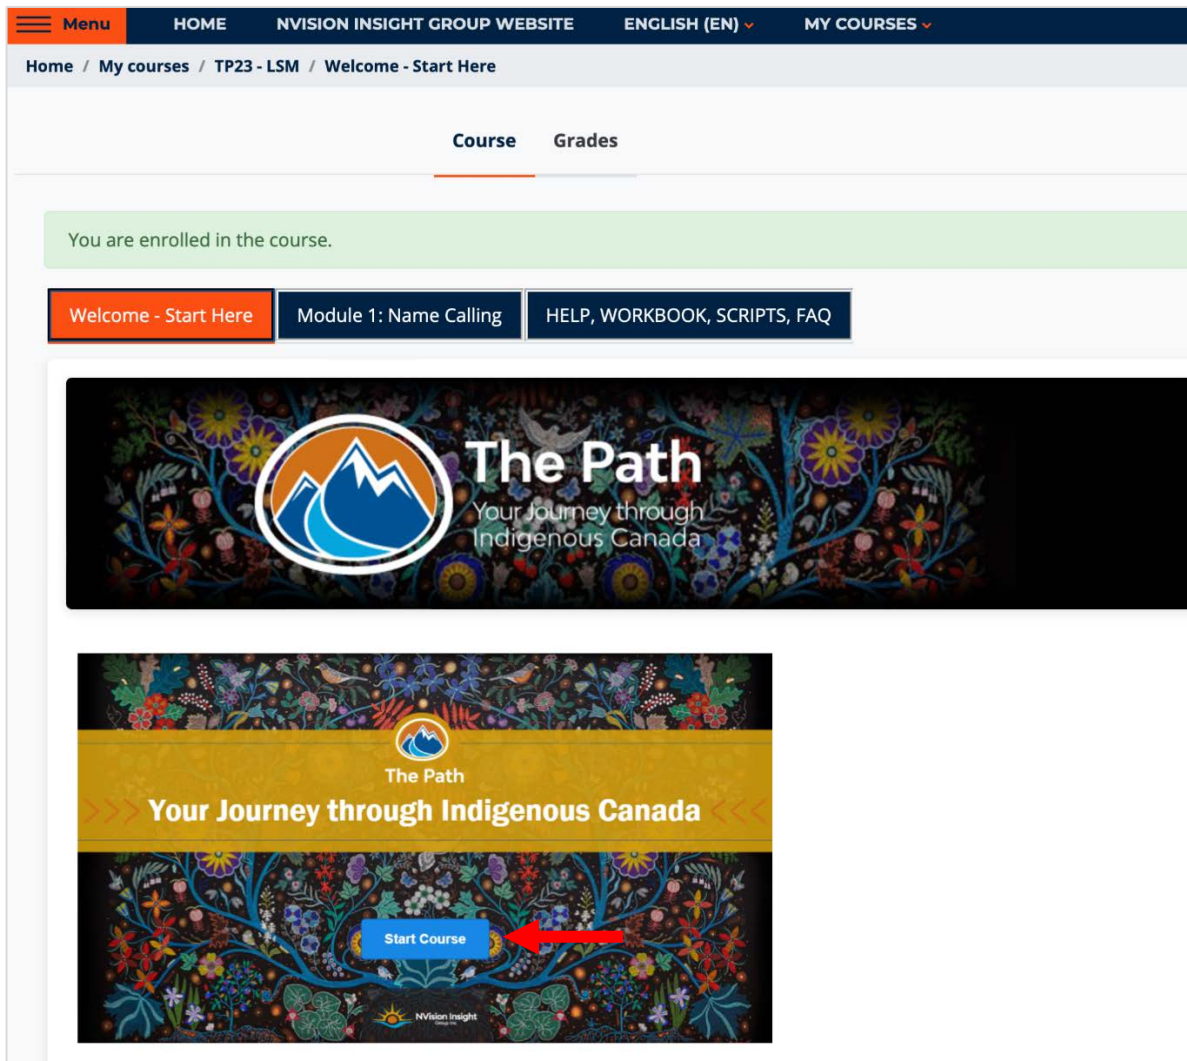 Menu HOME NVISION INSIGHT GROUP WEBSITE ENGLISH (EN) MY COURSES
Home / My courses / TP23 - LSM / Welcome - Start Here
Course Grades
You are enrolled in the course.
Welcome - Start Here Module 1: Name Calling HELP, WORKBOOK, SCRIPTS, FAQ
The Path
Your Journey through
Indigenous Canada
The Path
>>> Your Journey through Indigenous Canada <<<
Start Course
NVision Insight
Group Inc.